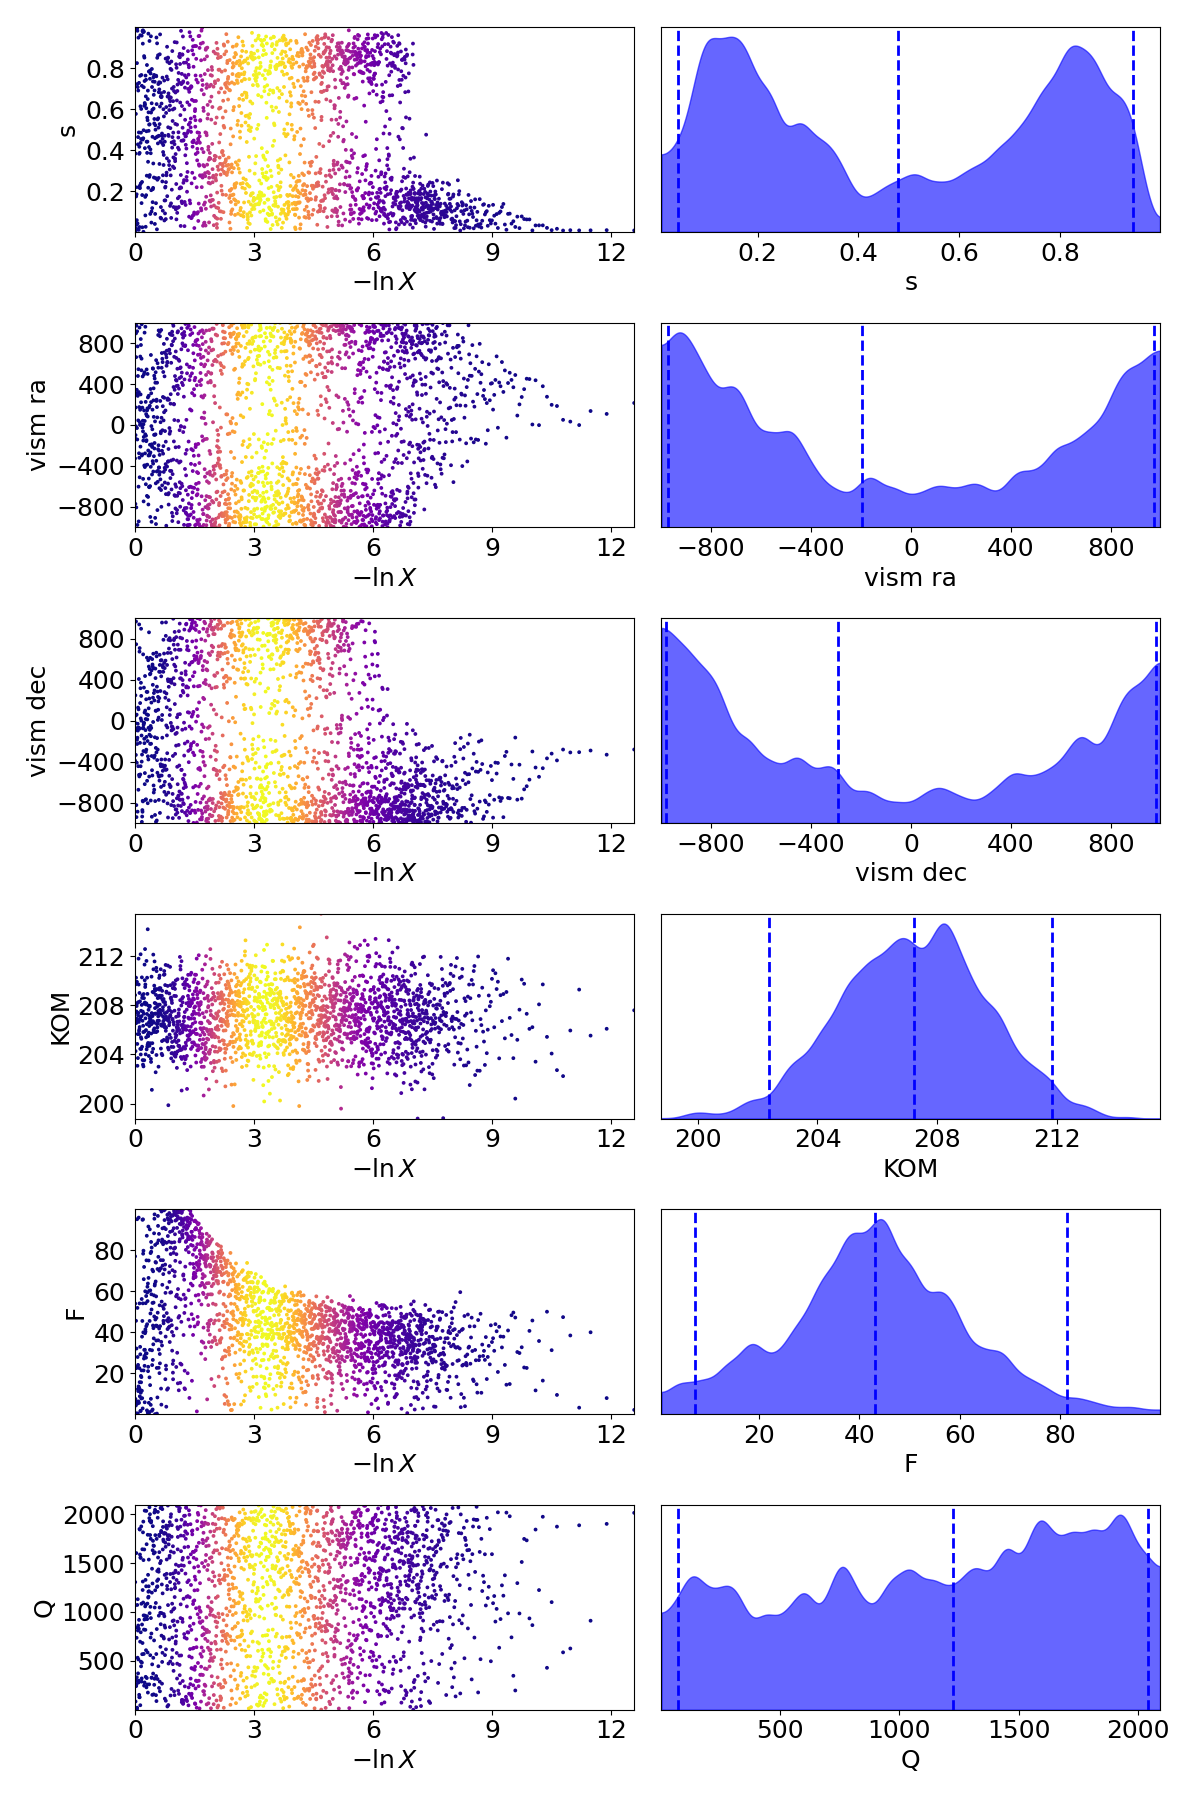 0.8
0.6
0.4
0.2
s
0 3 6 9 12
−ln X
0.2 0.4 0.6 0.8
s
800
400
0
−400
−800
vism ra
0 3 6 9 12
−ln X
−800 −400 0 400 800
vism ra
800
400
0
−400
−800
vism dec
0 3 6 9 12
−ln X
−800 −400 0 400 800
vism dec
212
208
204
200
KOM
0 3 6 9 12
−ln X
200 204 208 212
KOM
80
60
40
20
F
0 3 6 9 12
−ln X
20 40 60 80
F
2000
1500
1000
500
Q
0 3 6 9 12
−ln X
500 1000 1500 2000
Q